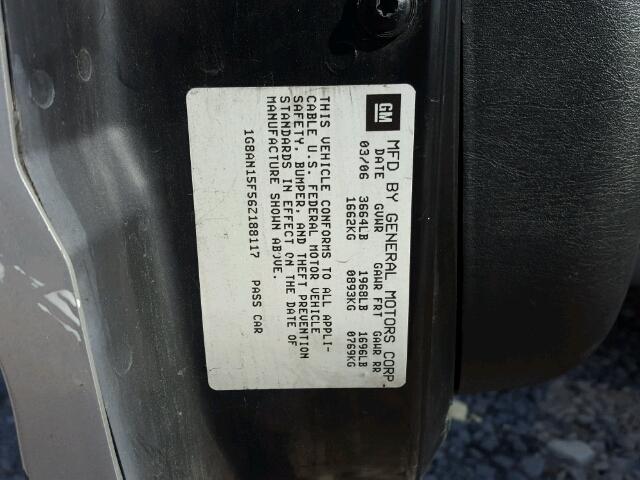 GM
MFD BY GENERAL MOTORS CORP.
DATE GVWR GAWR FRT GAWR RR
03/06 3664LB 1968LB 1696LB
1662KG 0893KG 0769KG
THIS VEHICLE CONFORMS TO ALL APPLI-
CABLE U.S. FEDERAL MOTOR VEHICLE
SAFETY, BUMPER, AND THEFT PREVENTION
STANDARDS IN EFFECT ON THE DATE OF
MANUFACTURE SHOWN ABOVE.
1G8AN15F56Z188117 PASS CAR